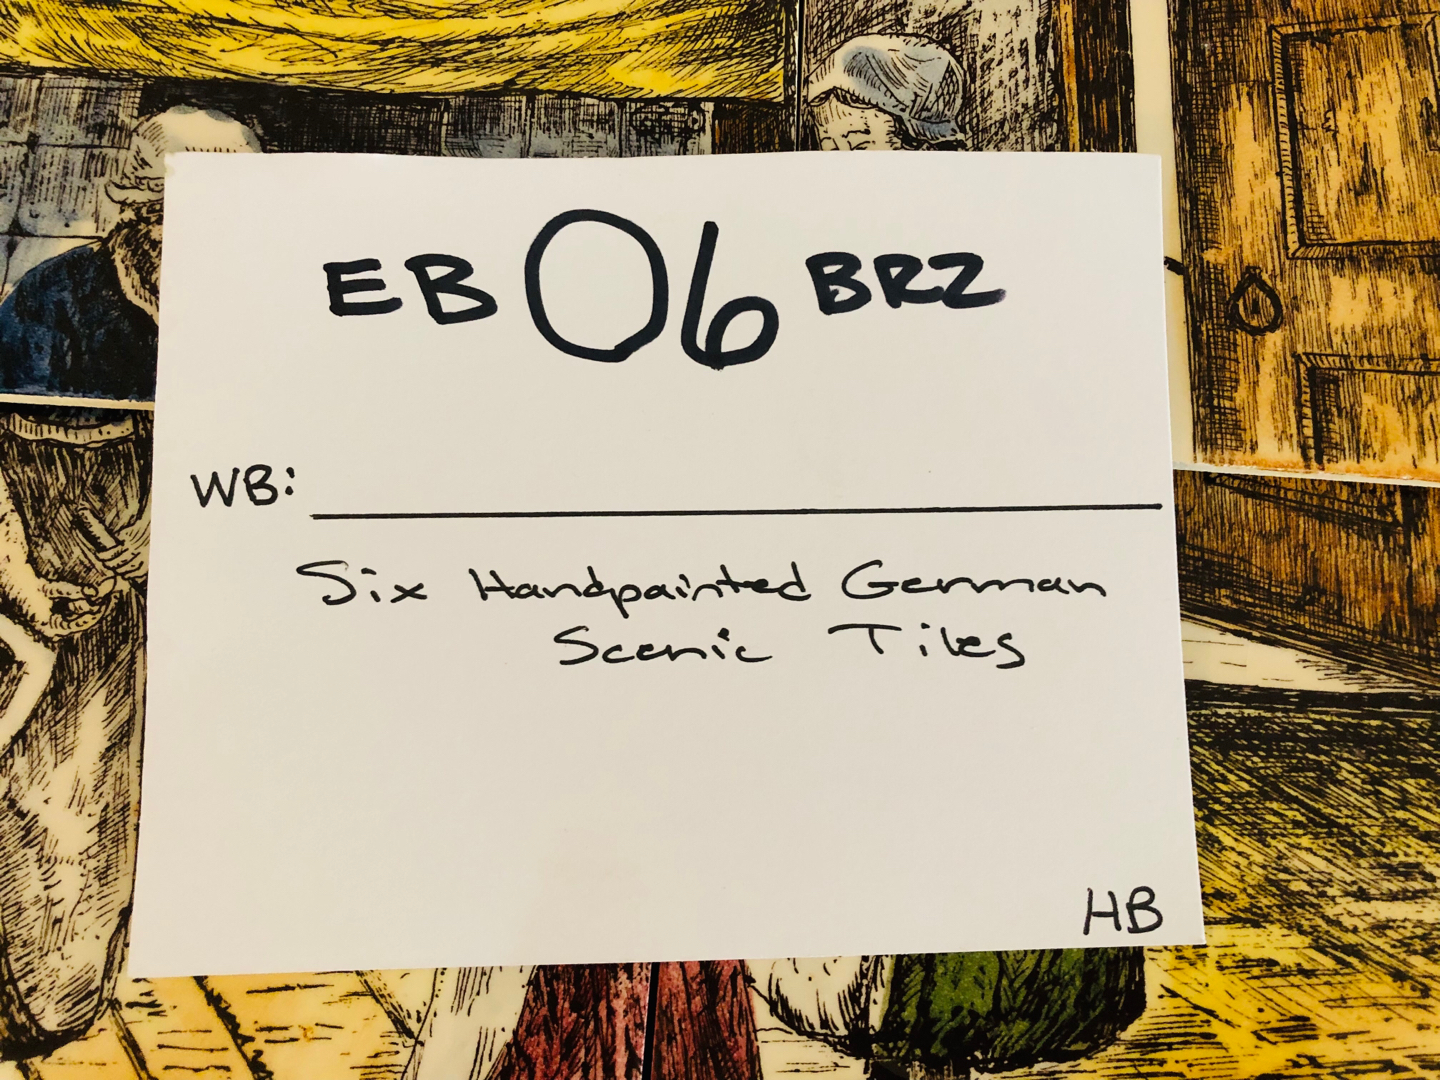 EB 06 BRZ
WB:
Six Handpainted German
Scenic Tiles
HB